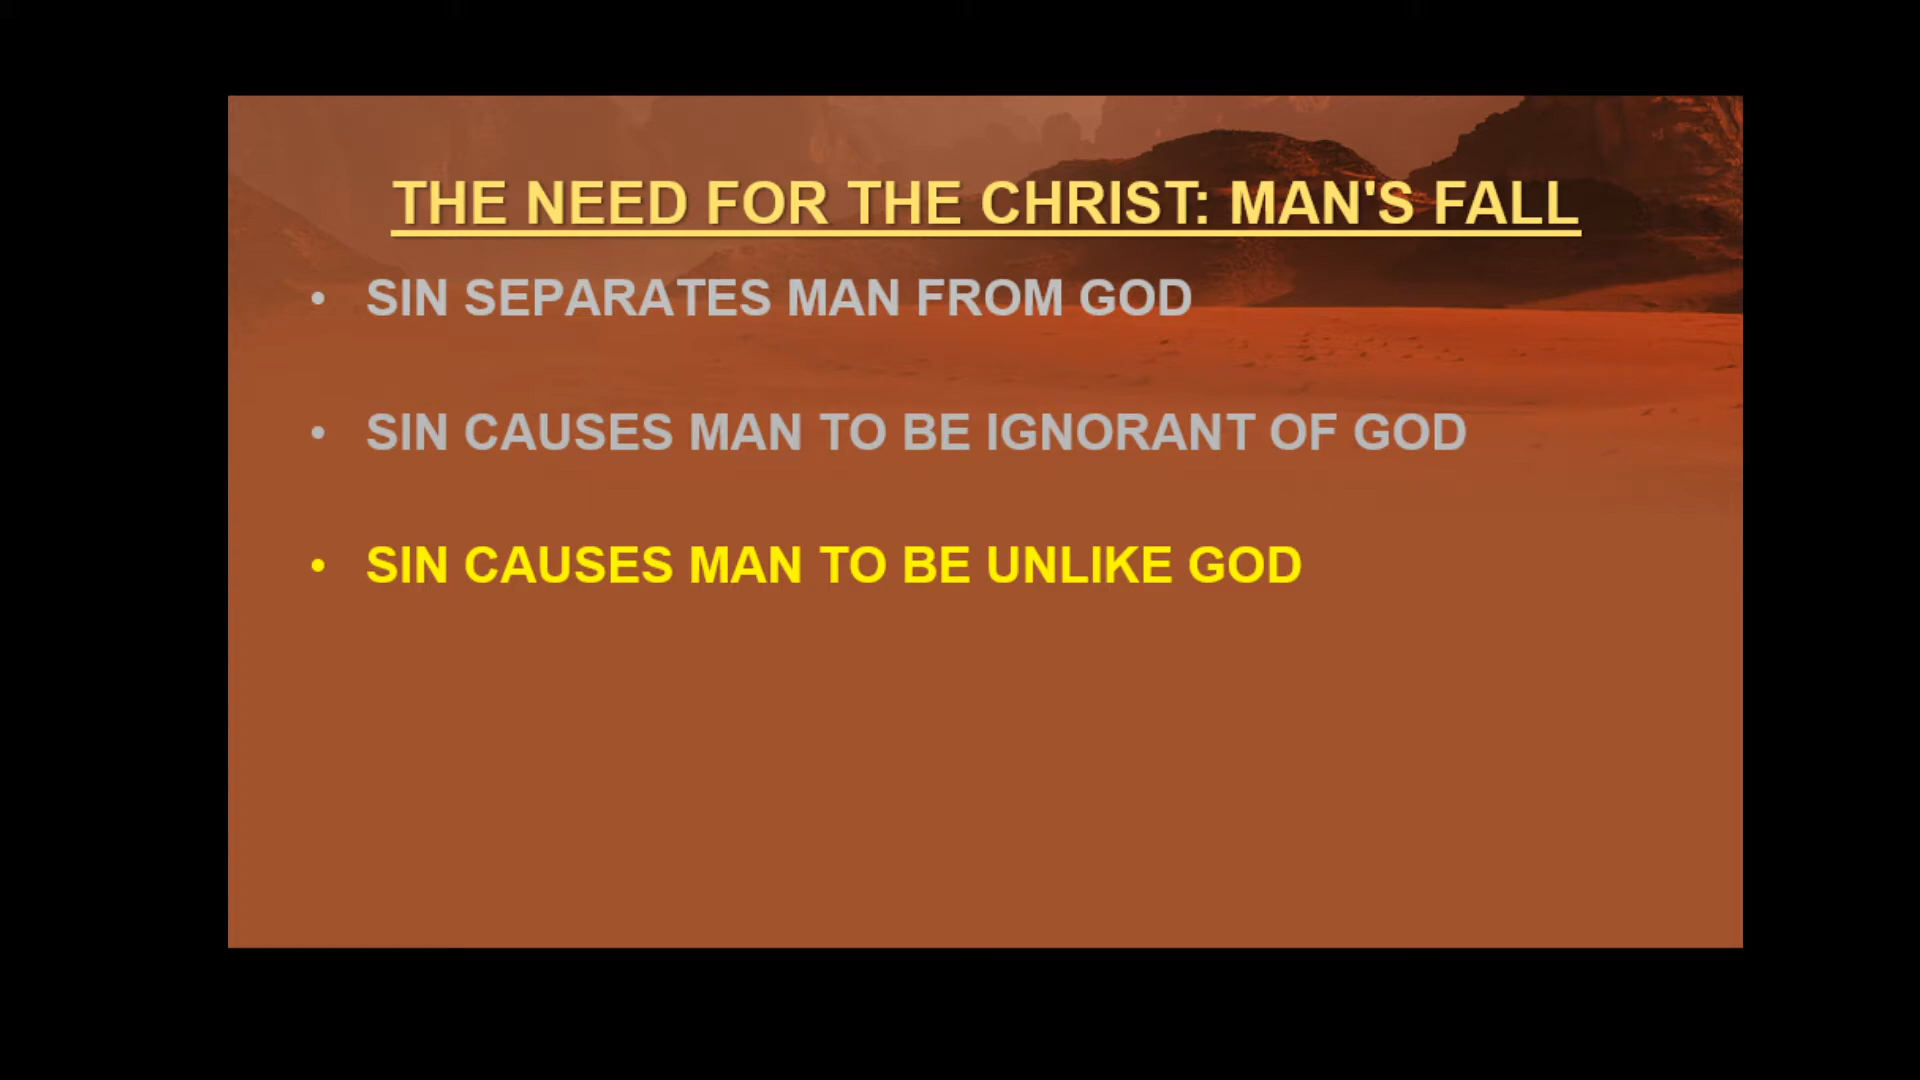 THE NEED FOR THE CHRIST: MAN'S FALL
• SIN SEPARATES MAN FROM GOD
• SIN CAUSES MAN TO BE IGNORANT OF GOD
• SIN CAUSES MAN TO BE UNLIKE GOD